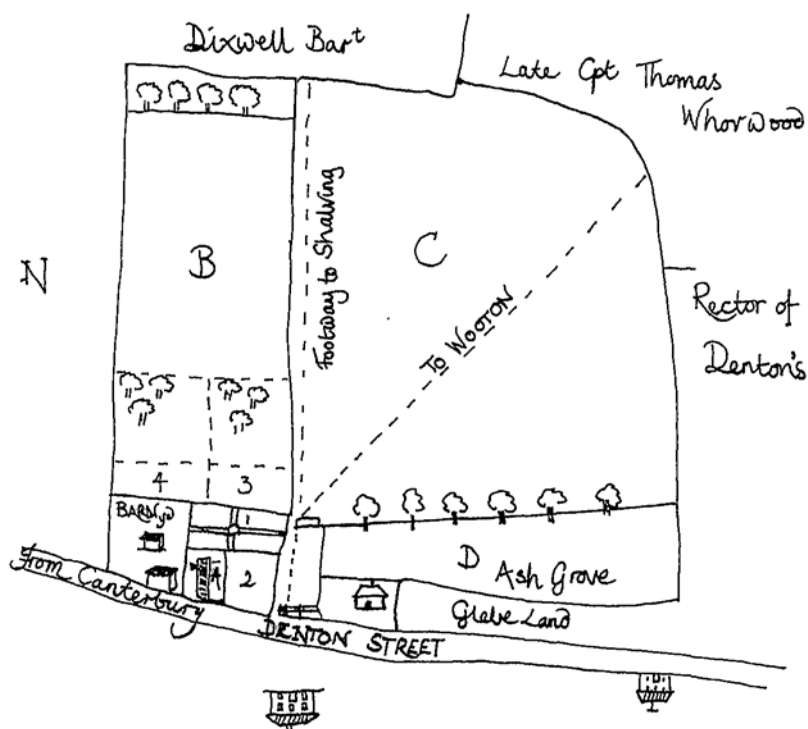 Dixwell Barᵗ
Late Cpt Thomas
Whorwood
N
B
C
Footway to Shalving
To WOOTON
Rector of
Denton's
4
3
BARNyd
1
A
2
D
Ash Grove
Glebe Land
From Canterbury
DENTON STREET